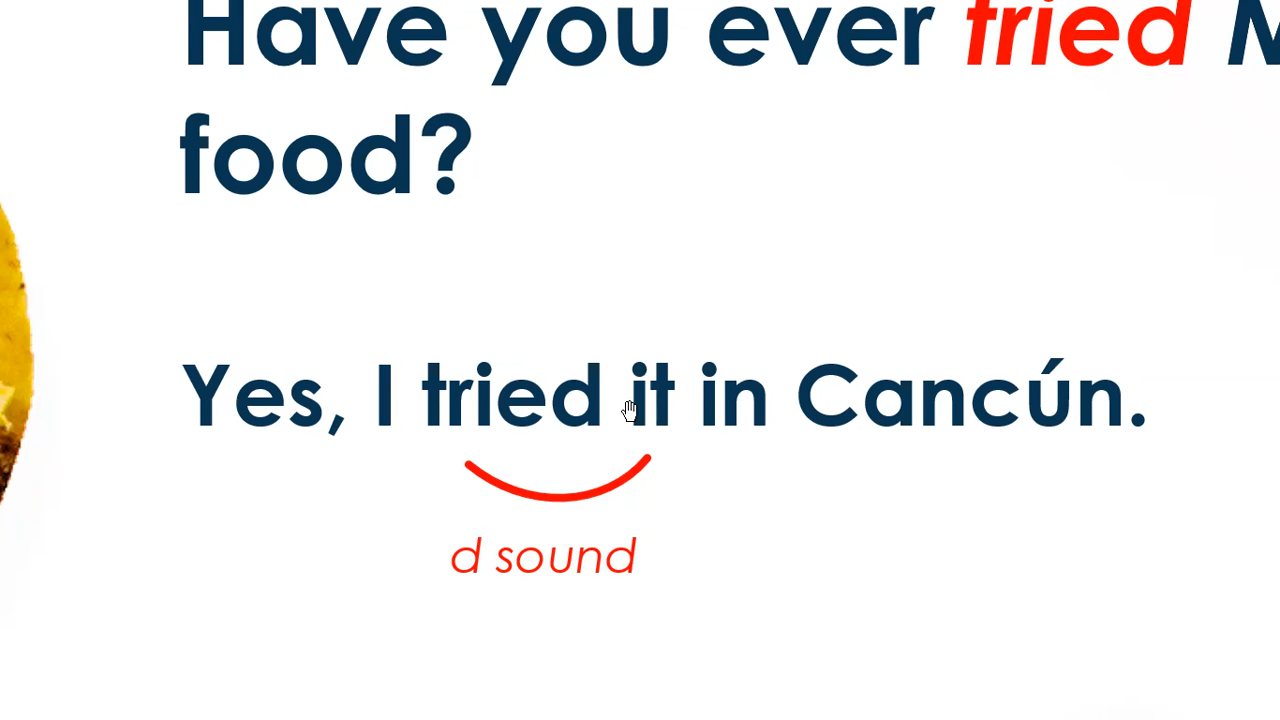 Have you ever tried
food?
Yes, I tried it in Cancún.
d sound